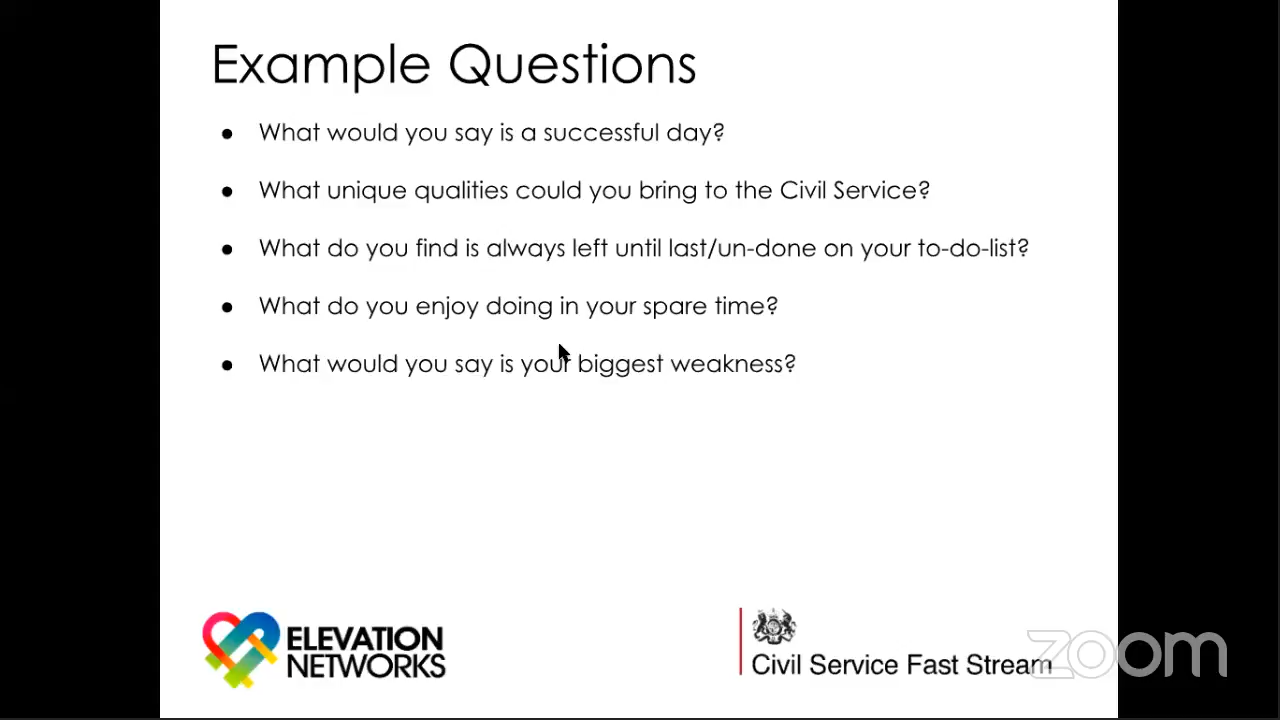 Example Questions
● What would you say is a successful day?
● What unique qualities could you bring to the Civil Service?
● What do you find is always left until last/un-done on your to-do-list?
● What do you enjoy doing in your spare time?
● What would you say is your biggest weakness?
ELEVATION
NETWORKS
Civil Service Fast Stream
zoom